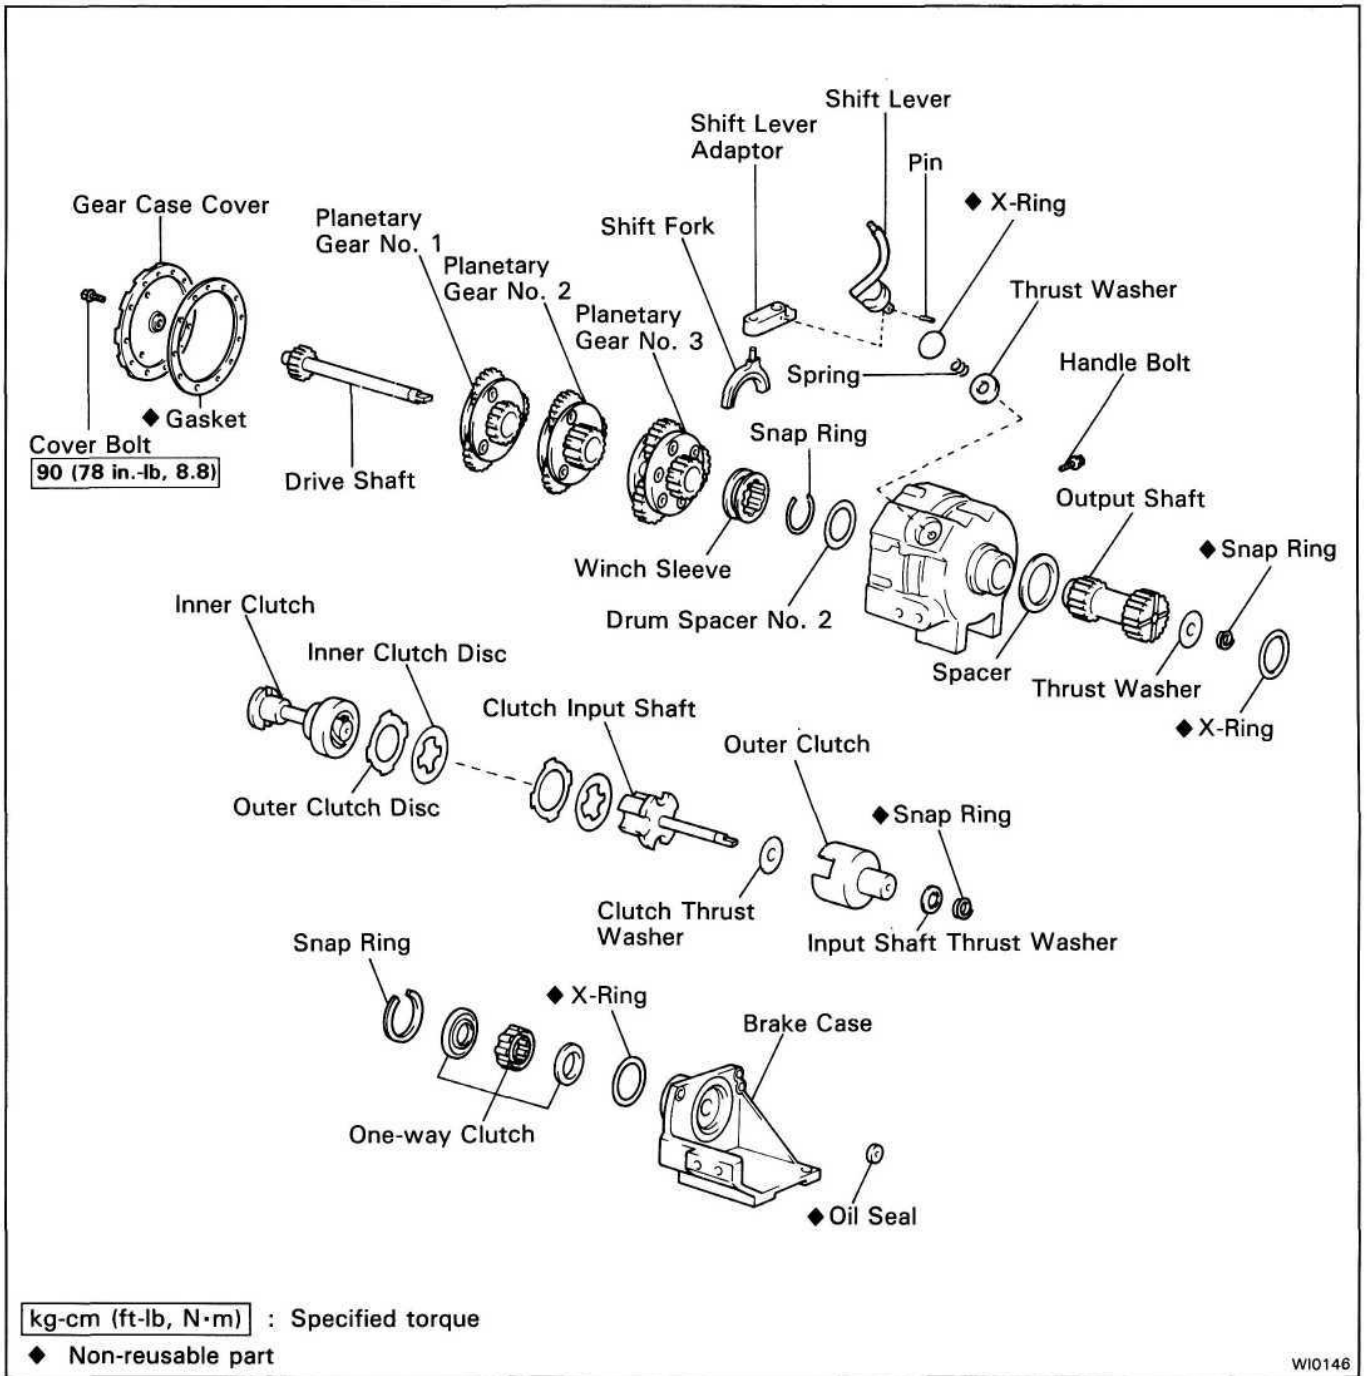 Shift Lever
Shift Lever
Adaptor
Pin
Gear Case Cover
◆ X-Ring
Planetary
Gear No. 1
Shift Fork
Planetary
Gear No. 2
Thrust Washer
Planetary
Gear No. 3
Spring
Handle Bolt
◆ Gasket
Cover Bolt
90 (78 in.-lb, 8.8)
Snap Ring
Drive Shaft
Output Shaft
◆ Snap Ring
Winch Sleeve
Inner Clutch
Drum Spacer No. 2
Inner Clutch Disc
Spacer
Thrust Washer
Clutch Input Shaft
◆ X-Ring
Outer Clutch
Outer Clutch Disc
◆ Snap Ring
Clutch Thrust
Washer
Input Shaft Thrust Washer
Snap Ring
◆ X-Ring
Brake Case
One-way Clutch
◆ Oil Seal
kg-cm (ft-lb, N·m) : Specified torque
◆ Non-reusable part
WI0146